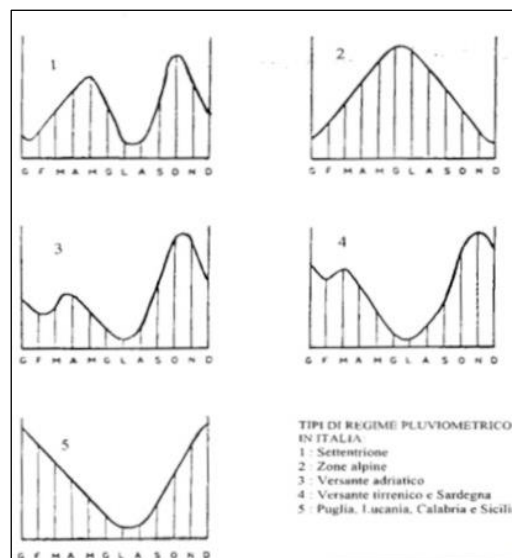 1
2
G F M A M G L A S O N D
G F M A M G L A S O N D
3
4
G F M A M G L A S O N D
G F M A M G L A S O N D
5
G F M A M G L A S O N D
TIPI DI REGIME PLUVIOMETRICO
IN ITALIA
1 : Settentrione
2 : Zone alpine
3 : Versante adriatico
4 : Versante tirrenico e Sardegna
5 : Puglia, Lucania, Calabria e Sicili